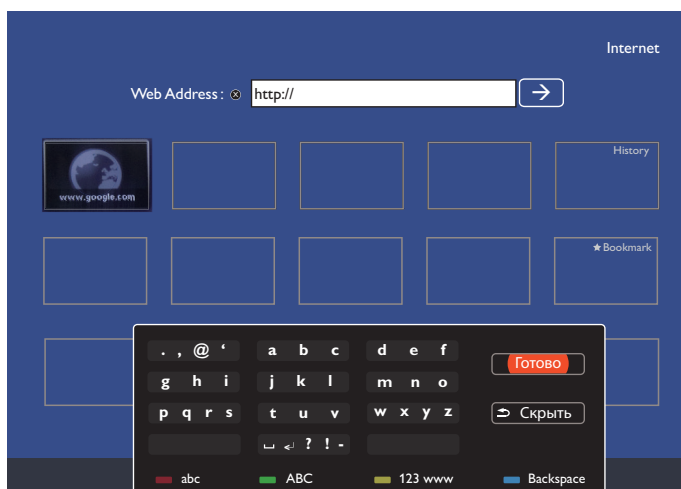 Internet
Web Address : ⊗ http:// →
www.google.com
History
★ Bookmark
. , @ ‘ a b c d e f
Готово
g h i j k l m n o
p q r s t u v w x y z
Скрыть
␣ ↵ ? ! -
abc ABC 123 www Backspace